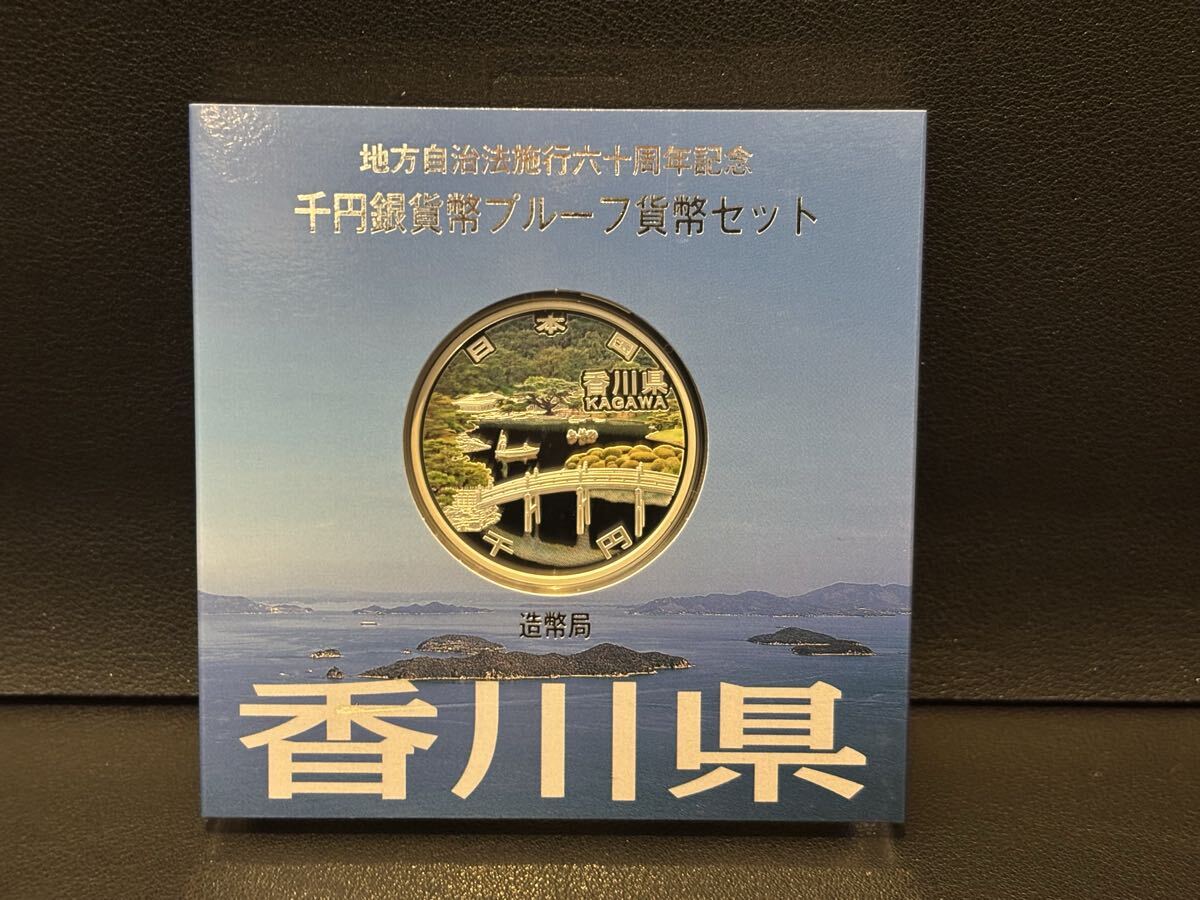 地方自治法施行六十周年記念
千円銀貨幣プルーフ貨幣セット
日本国
香川県
KAGAWA
千円
造幣局
香川県